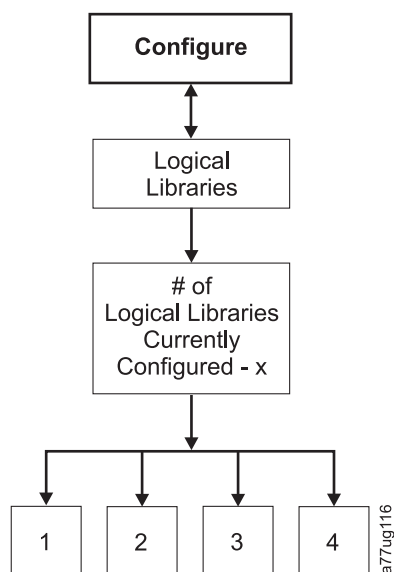 Configure
Logical
Libraries
# of
Logical Libraries
Currently
Configured - x
1
2
3
4
a77ug116